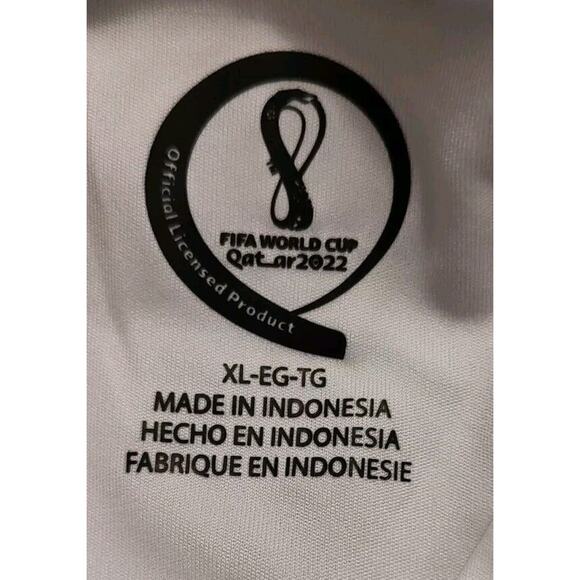 FIFA WORLD CUP
Qatar2022
Official Licensed Product
XL-EG-TG
MADE IN INDONESIA
HECHO EN INDONESIA
FABRIQUE EN INDONESIE